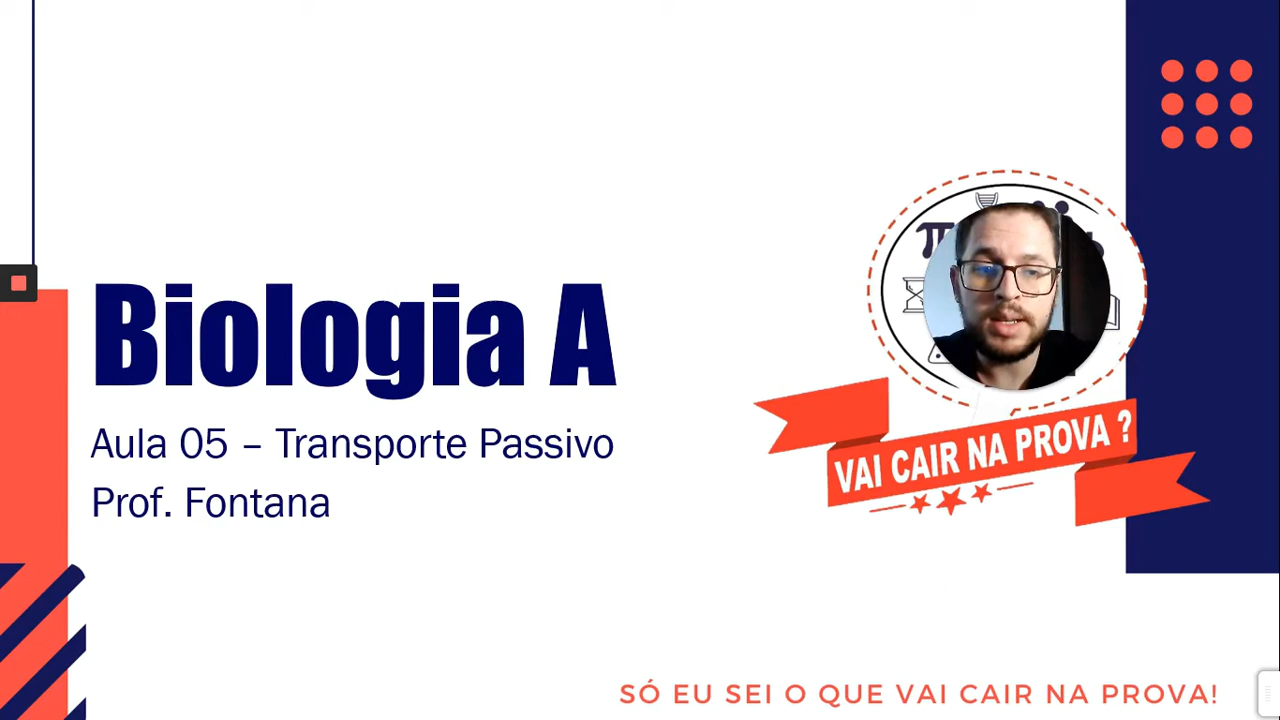 Biologia A
Aula 05 – Transporte Passivo
Prof. Fontana
VAI CAIR NA PROVA ?
SÓ EU SEI O QUE VAI CAIR NA PROVA!